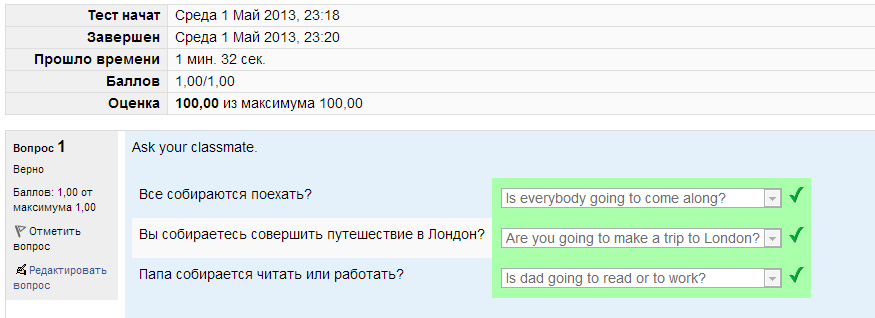 Тест начат Среда 1 Май 2013, 23:18
Завершен Среда 1 Май 2013, 23:20
Прошло времени 1 мин. 32 сек.
Баллов 1,00/1,00
Оценка 100,00 из максимума 100,00
Вопрос 1
Верно
Баллов: 1,00 от
максимума 1,00
Отметить
вопрос
Редактировать
вопрос
Ask your classmate.
Все собираются поехать? Is everybody going to come along?
Вы собираетесь совершить путешествие в Лондон? Are you going to make a trip to London?
Папа собирается читать или работать? Is dad going to read or to work?